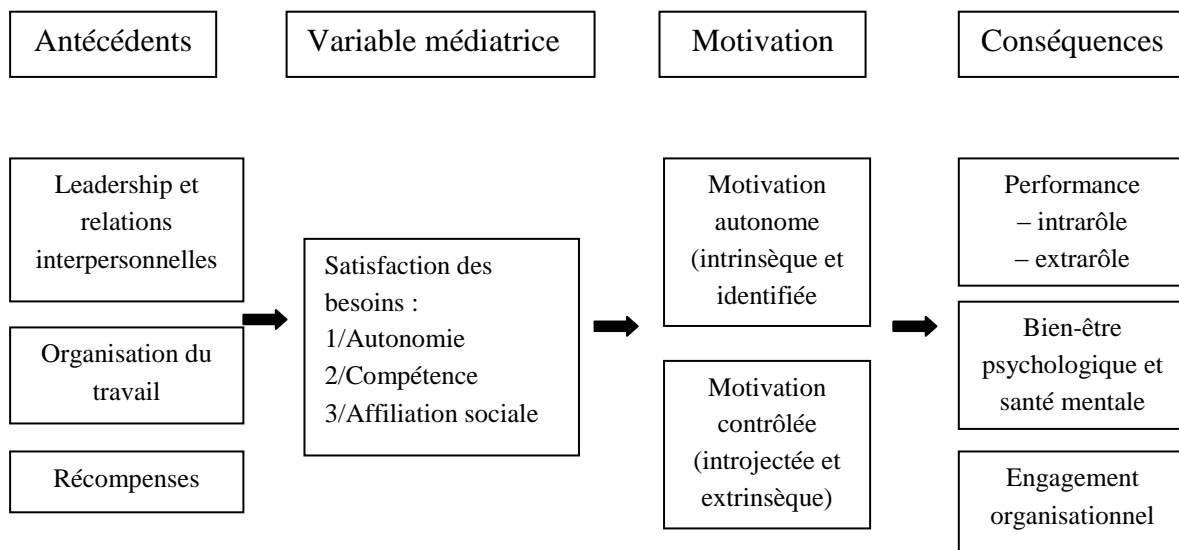 Antécédents
Variable médiatrice
Motivation
Conséquences
Leadership et
relations
interpersonnelles
Organisation du
travail
Récompenses
Satisfaction des
besoins :
1/Autonomie
2/Compétence
3/Affiliation sociale
Motivation
autonome
(intrinsèque et
identifiée
Motivation
contrôlée
(introjectée et
extrinsèque)
Performance
– intrarôle
– extrarôle
Bien-être
psychologique et
santé mentale
Engagement
organisationnel